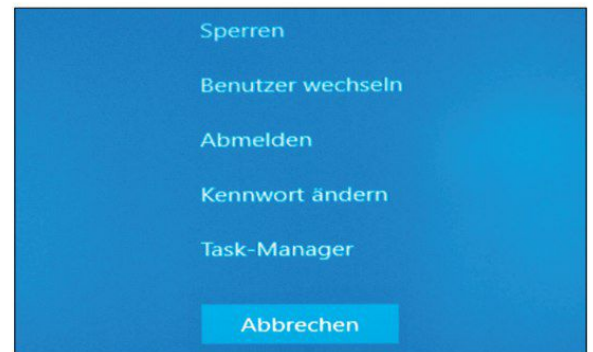 Sperren
Benutzer wechseln
Abmelden
Kennwort ändern
Task-Manager
Abbrechen